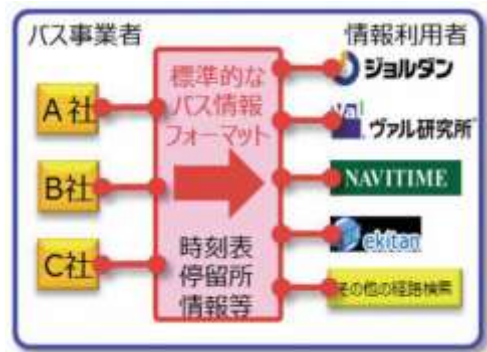 バス事業者
情報利用者
A社
B社
C社
標準的な
バス情報
フォーマット
時刻表
停留所
情報等
ジョルダン
ヴァル研究所
NAVITIME
ekitan
その他の経路検索